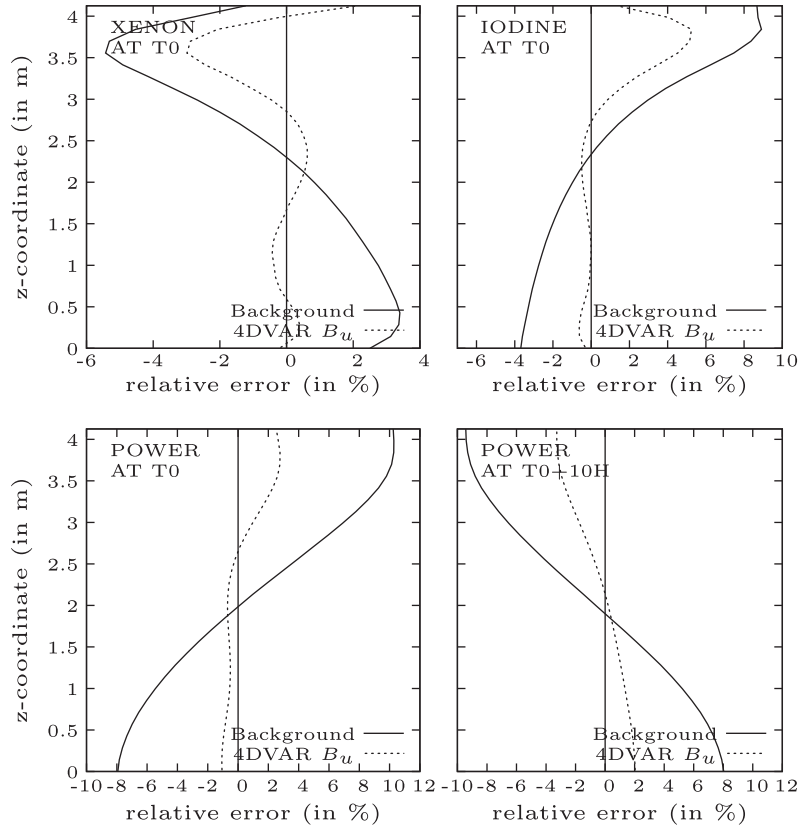 4
3.5
3
2.5
2
1.5
1
0.5
0
z-coordinate (in m)
XENON
AT T0
Background
4DVAR Bu
-6 -4 -2 0 2 4
relative error (in %)
IODINE
AT T0
Background
4DVAR Bu
-6 -4 -2 0 2 4 6 8 10
relative error (in %)
4
3.5
3
2.5
2
1.5
1
0.5
0
z-coordinate (in m)
POWER
AT T0
Background
4DVAR Bu
-10 -8 -6 -4 -2 0 2 4 6 8 10 12
relative error (in %)
POWER
AT T0+10H
Background
4DVAR Bu
-10 -8 -6 -4 -2 0 2 4 6 8 10 12
relative error (in %)